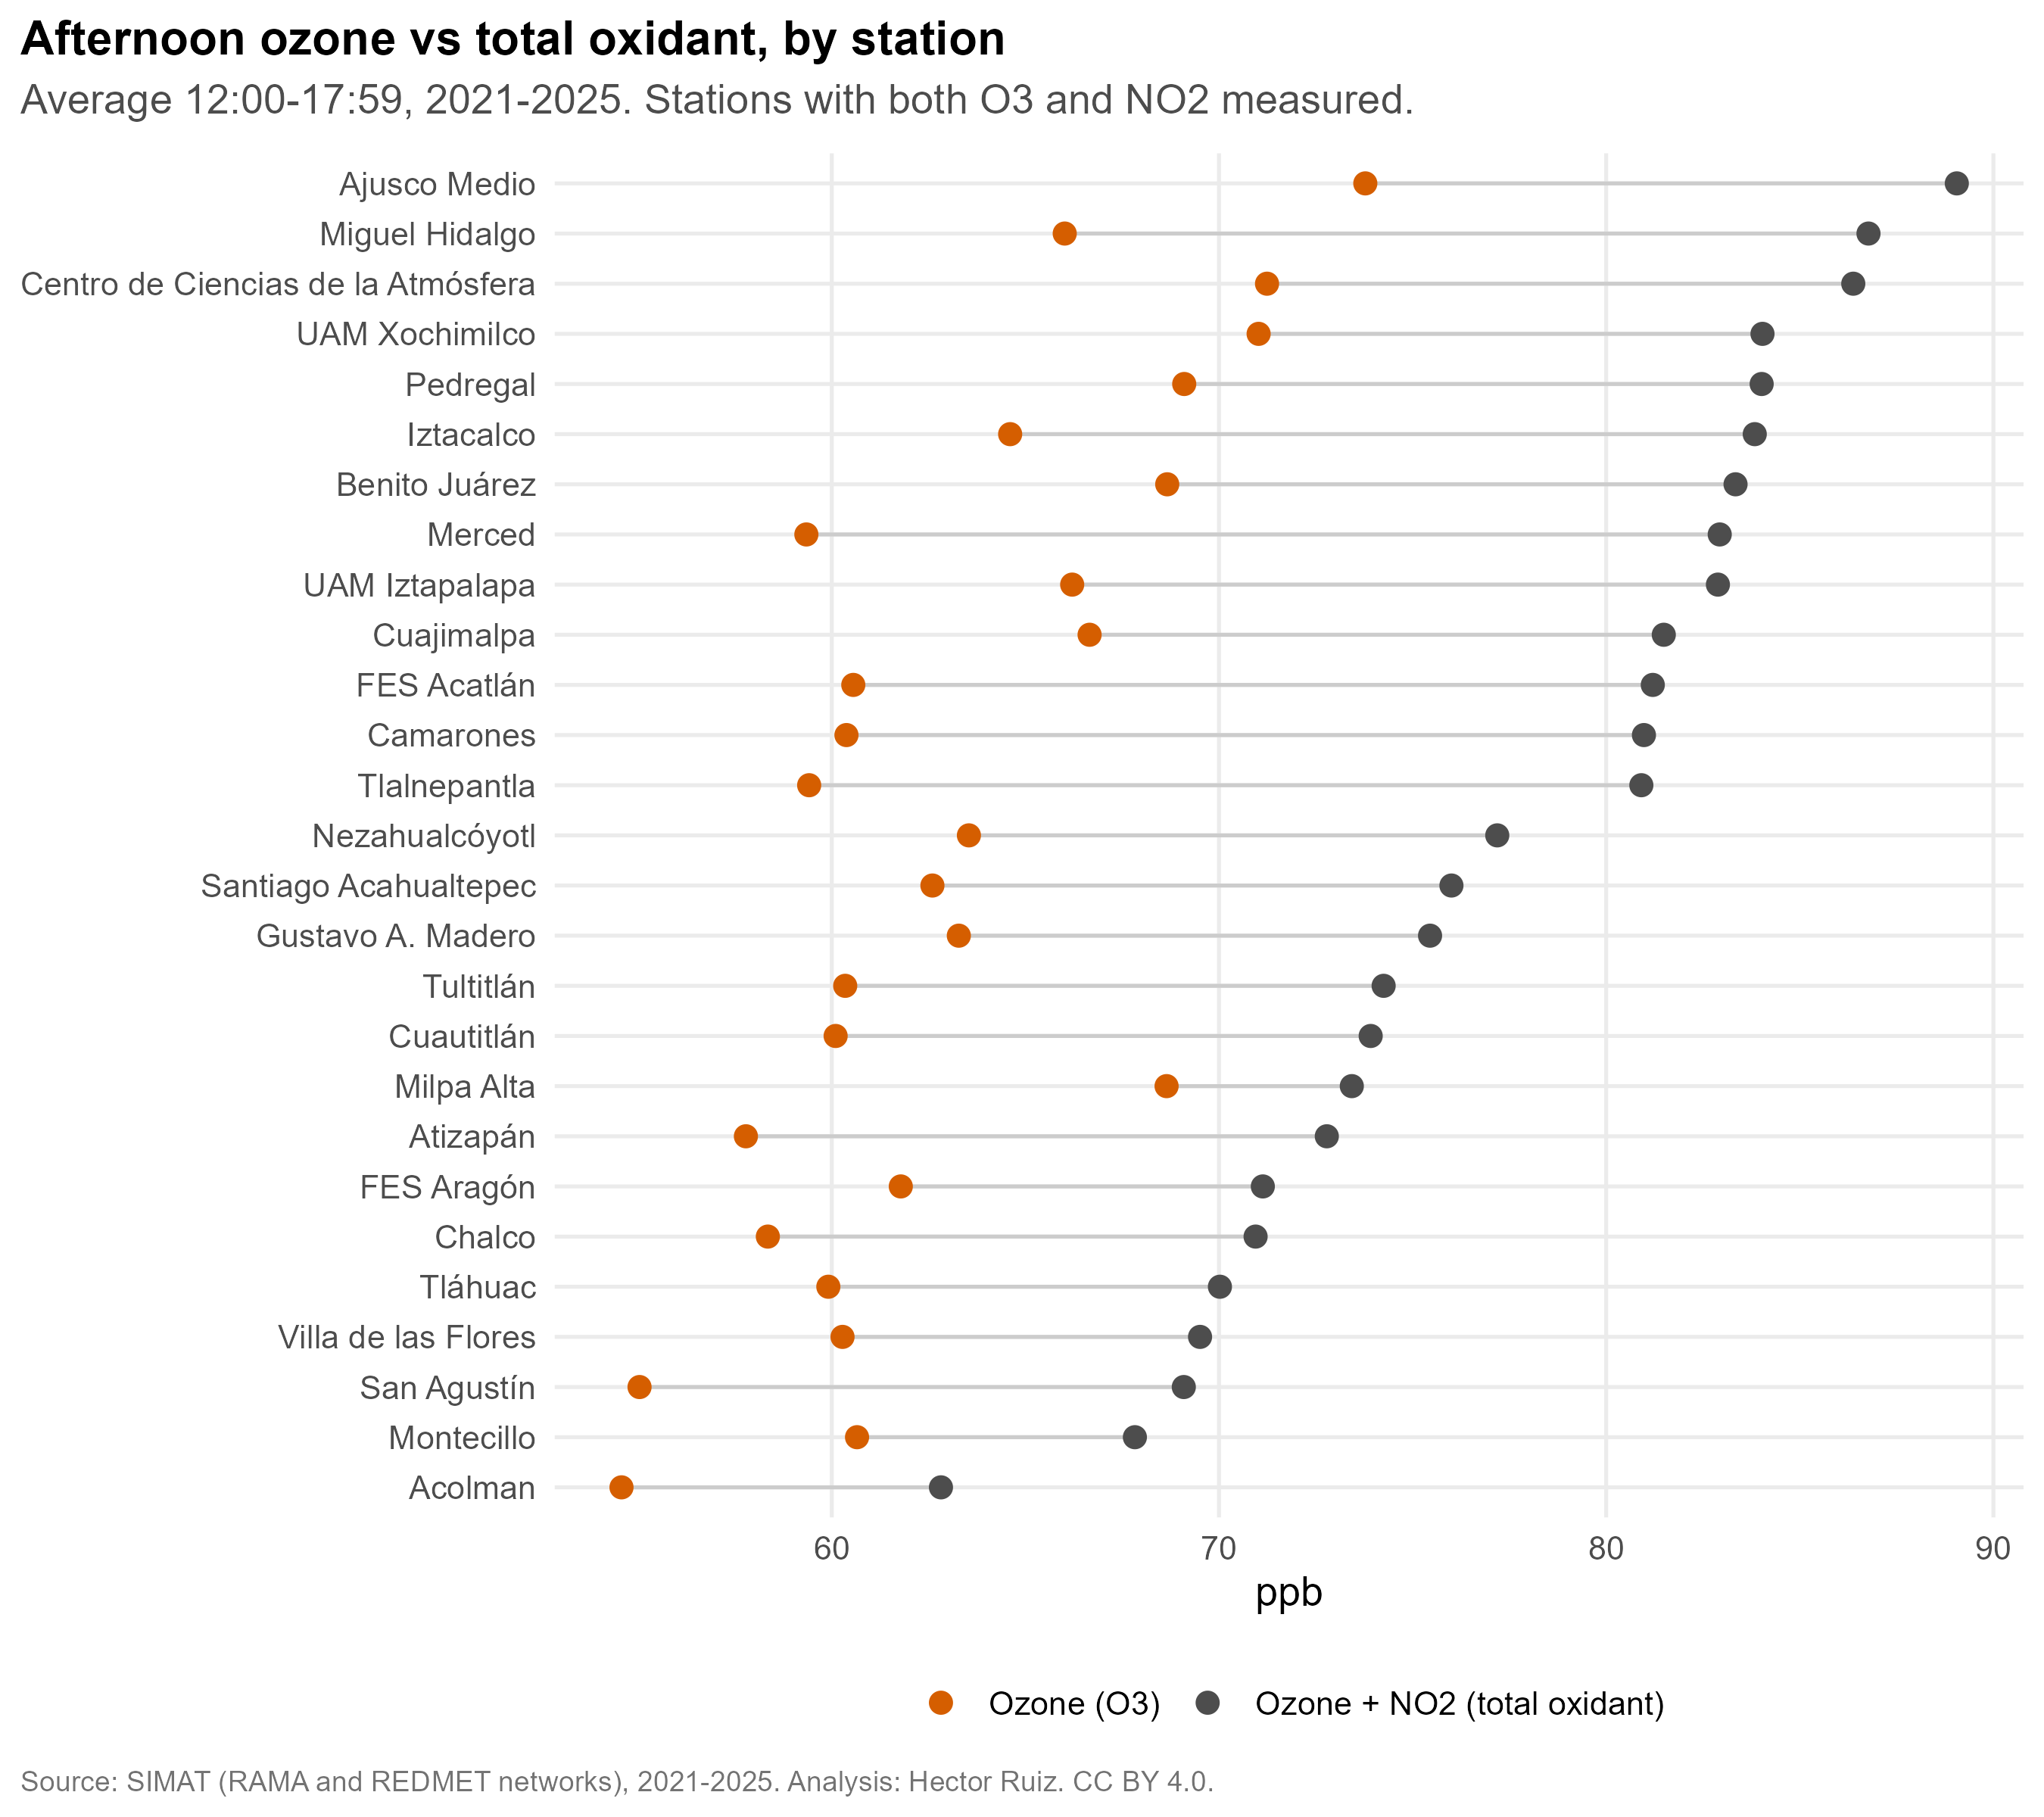 Afternoon ozone vs total oxidant, by station
Average 12:00-17:59, 2021-2025. Stations with both O3 and NO2 measured.
Ajusco Medio
Miguel Hidalgo
Centro de Ciencias de la Atmósfera
UAM Xochimilco
Pedregal
Iztacalco
Benito Juárez
Merced
UAM Iztapalapa
Cuajimalpa
FES Acatlán
Camarones
Tlalnepantla
Nezahualcóyotl
Santiago Acahualtepec
Gustavo A. Madero
Tultitlán
Cuautitlán
Milpa Alta
Atizapán
FES Aragón
Chalco
Tláhuac
Villa de las Flores
San Agustín
Montecillo
Acolman
60 70 80 90
ppb
Ozone (O3) Ozone + NO2 (total oxidant)
Source: SIMAT (RAMA and REDMET networks), 2021-2025. Analysis: Hector Ruiz. CC BY 4.0.